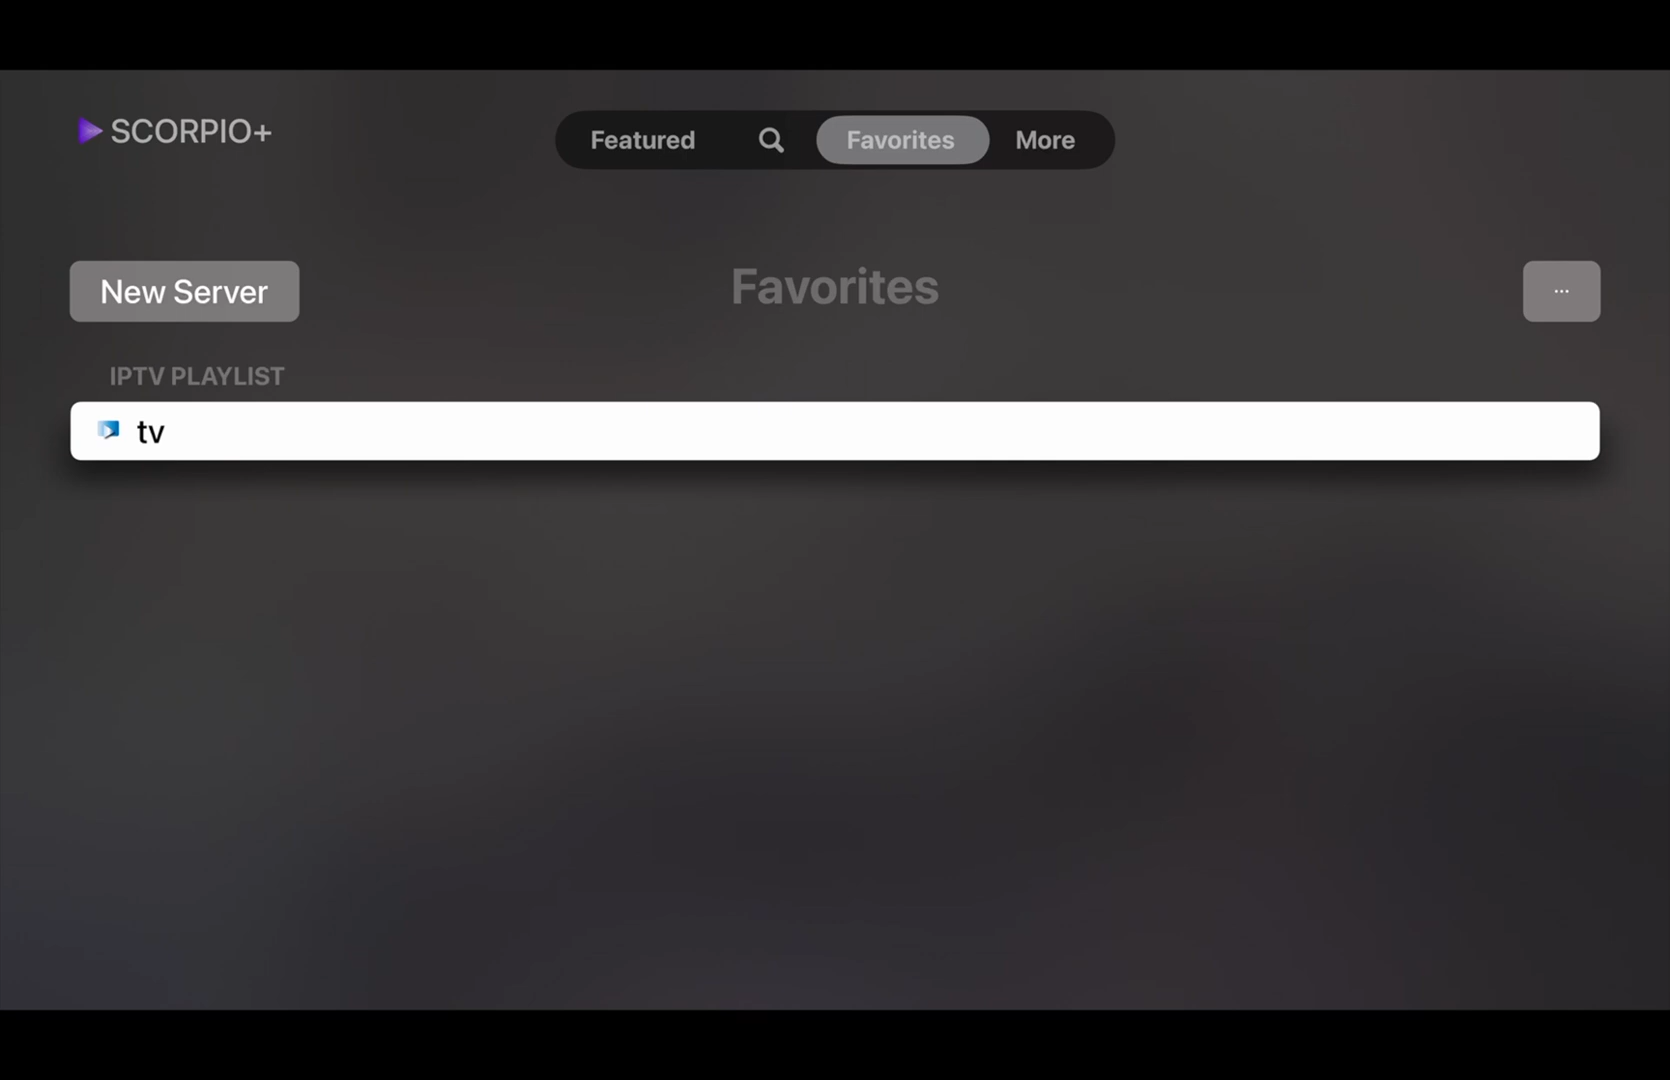 SCORPIO+
Featured
Favorites
More
New Server
Favorites
...
IPTV PLAYLIST
tv